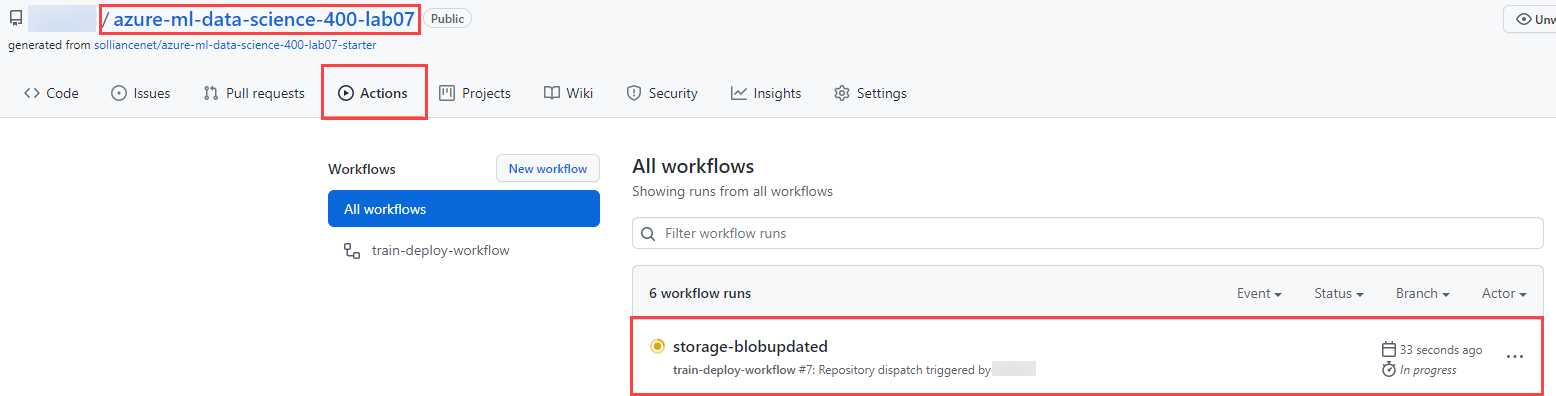 / azure-ml-data-science-400-lab07 Public
Unw
generated from solliancenet/azure-ml-data-science-400-lab07-starter
Code Issues Pull requests Actions Projects Wiki Security Insights Settings
Workflows New workflow
All workflows
train-deploy-workflow
All workflows
Showing runs from all workflows
Filter workflow runs
6 workflow runs Event Status Branch Actor
storage-blobupdated
train-deploy-workflow #7: Repository dispatch triggered by
33 seconds ago
In progress